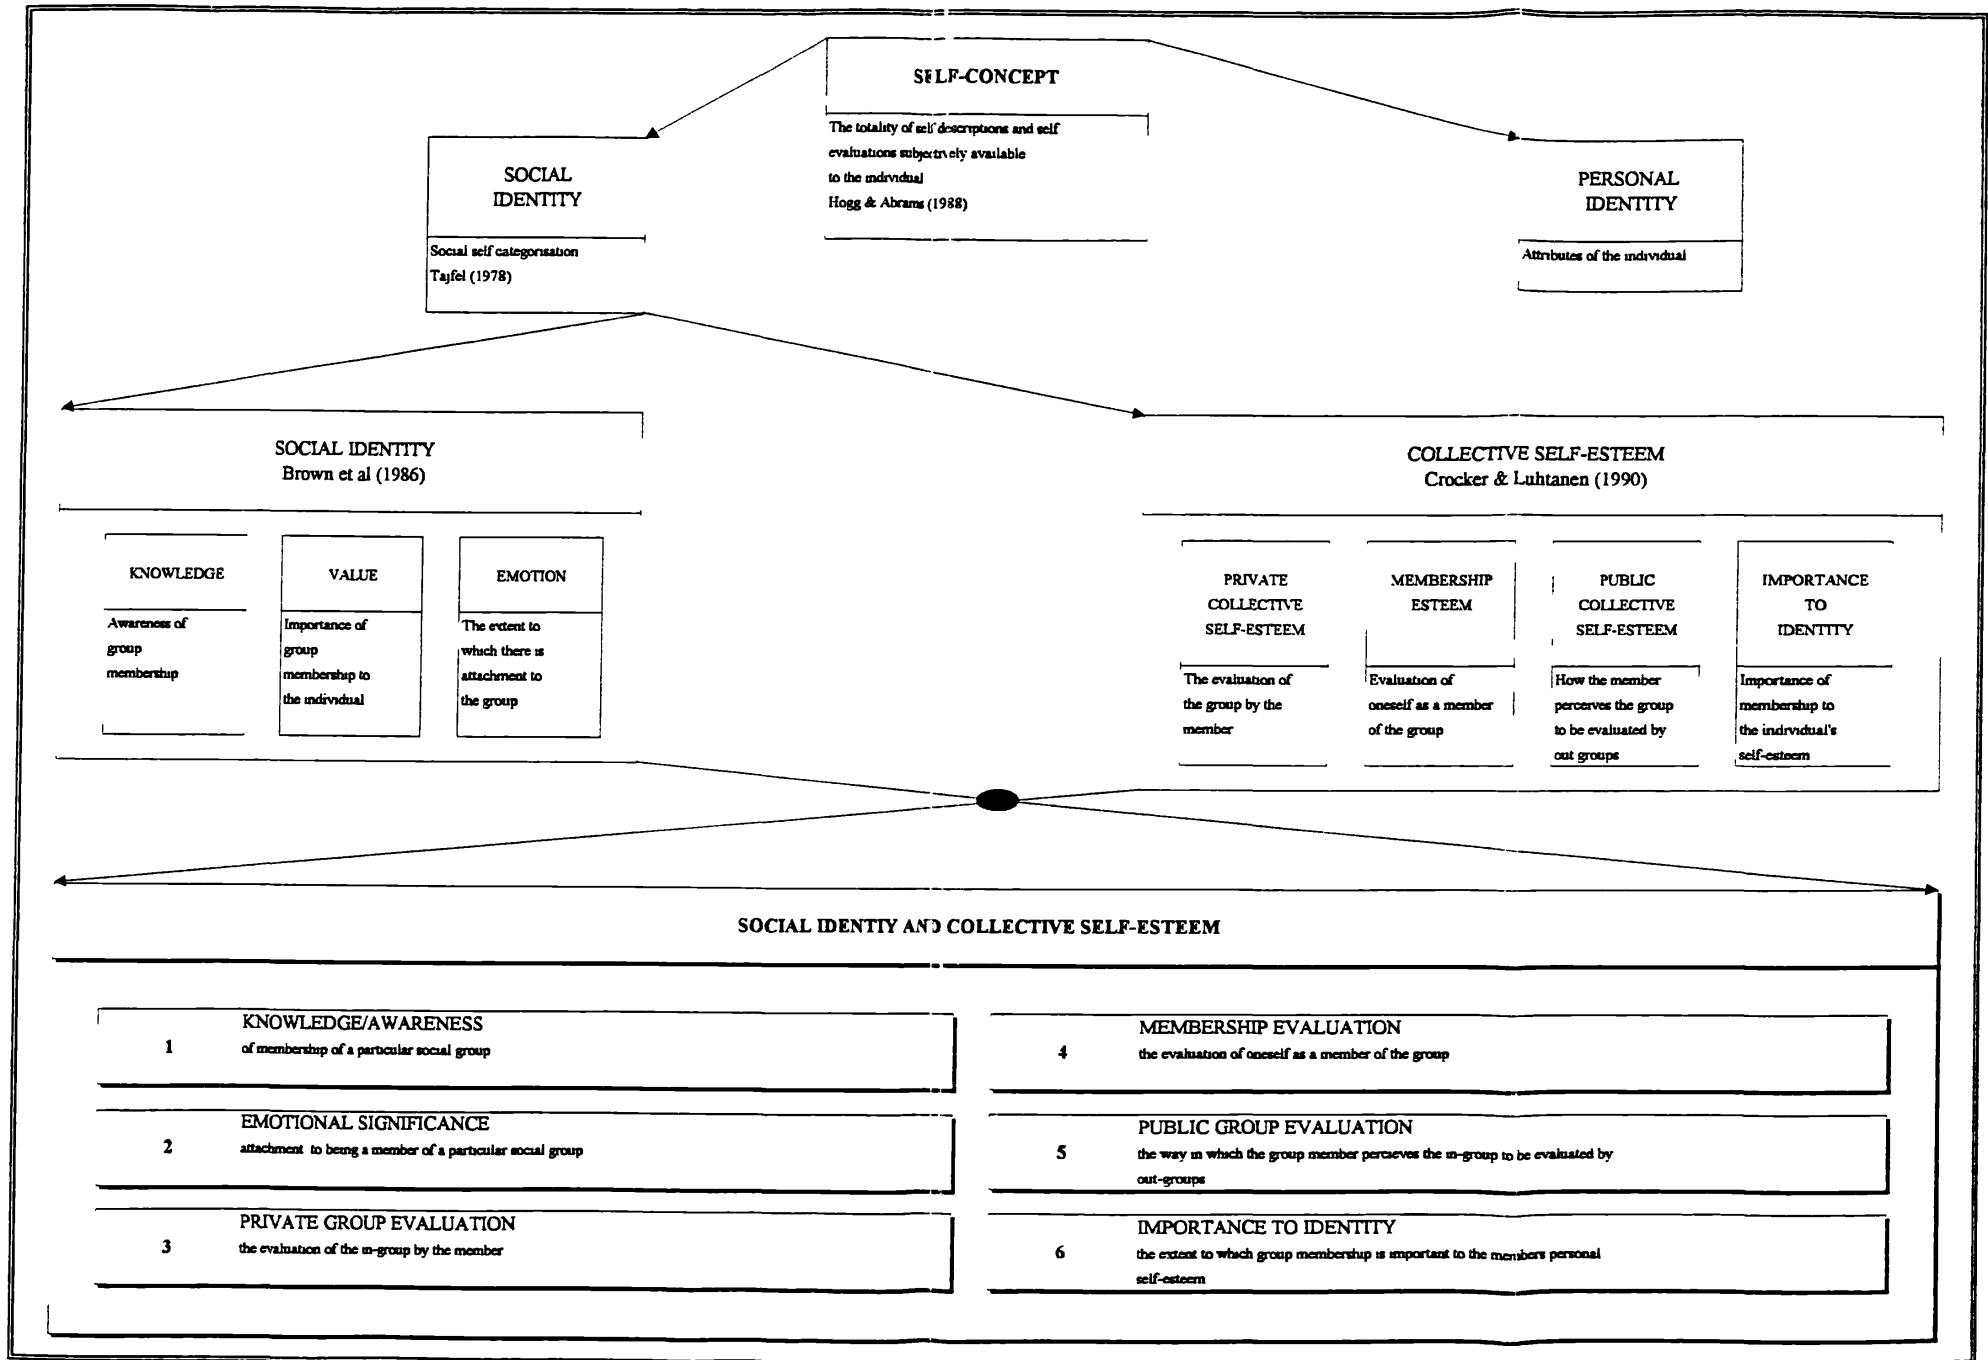 SELF-CONCEPT
The totality of self descriptions and self
evaluations subjectively available
to the individual
Hogg & Abrams (1988)
SOCIAL
IDENTITY
Social self categorisation
Tajfel (1978)
PERSONAL
IDENTITY
Attributes of the individual
SOCIAL IDENTITY
Brown et al (1986)
KNOWLEDGE
Awareness of
group
membership
VALUE
Importance of
group
membership to
the individual
EMOTION
The extent to
which there is
attachment to
the group
COLLECTIVE SELF-ESTEEM
Crocker & Luhtanen (1990)
PRIVATE
COLLECTIVE
SELF-ESTEEM
The evaluation of
the group by the
member
MEMBERSHIP
ESTEEM
Evaluation of
oneself as a member
of the group
PUBLIC
COLLECTIVE
SELF-ESTEEM
How the member
perceives the group
to be evaluated by
out groups
IMPORTANCE
TO
IDENTITY
Importance of
membership to
the individual's
self-esteem
SOCIAL IDENTIY AND COLLECTIVE SELF-ESTEEM
KNOWLEDGE/AWARENESS
1 of membership of a particular social group
EMOTIONAL SIGNIFICANCE
2 attachment to being a member of a particular social group
PRIVATE GROUP EVALUATION
3 the evaluation of the in-group by the member
MEMBERSHIP EVALUATION
4 the evaluation of oneself as a member of the group
PUBLIC GROUP EVALUATION
5 the way in which the group member percieves the in-group to be evaluated by
out-groups
IMPORTANCE TO IDENTITY
6 the extent to which group membership is important to the members personal
self-esteem